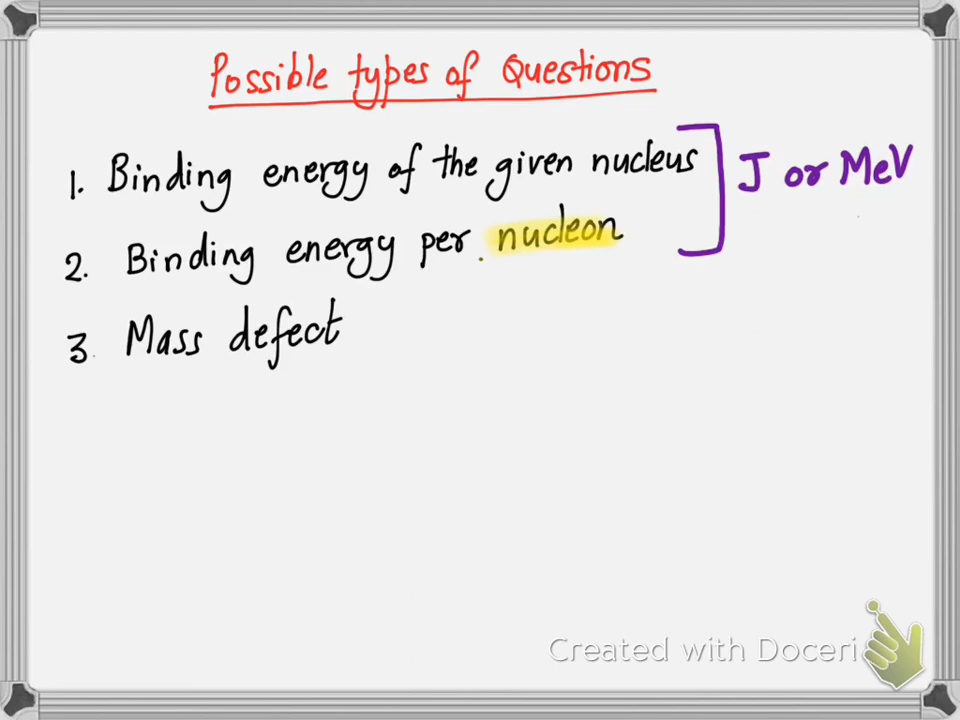 Possible types of Questions
1. Binding energy of the given nucleus
J or MeV
2. Binding energy per nucleon
3. Mass defect
Created with Doceri